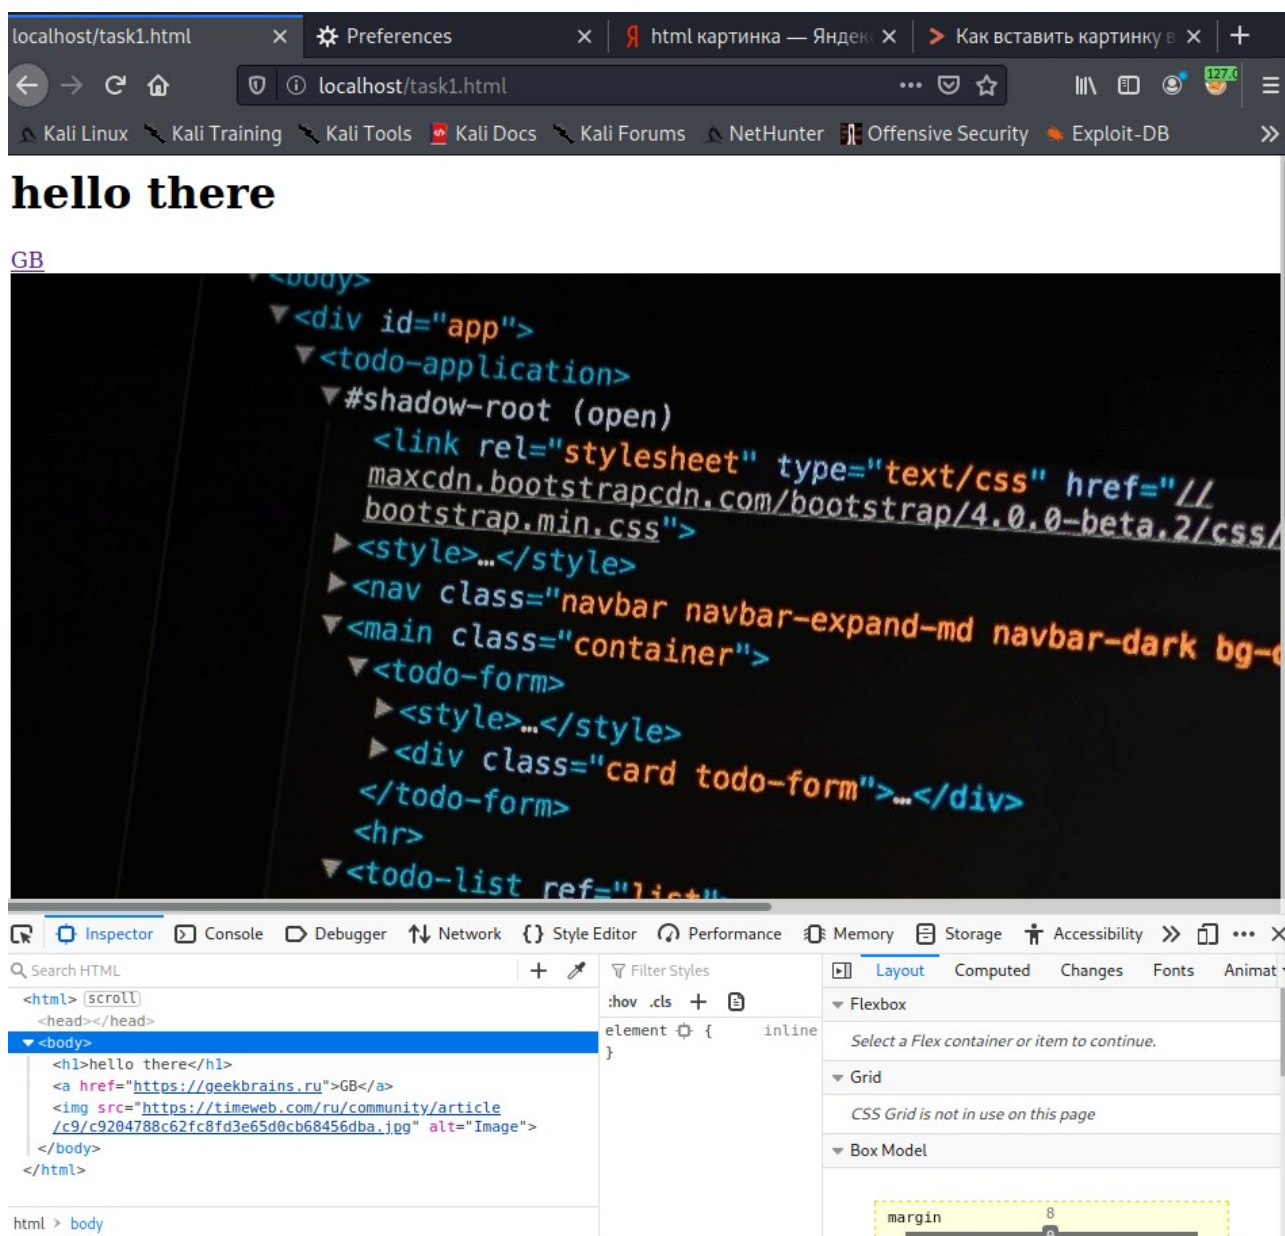 localhost/task1.html
Preferences
html картинка — Яндек
Как вставить картинку в
localhost/task1.html
127.0
Kali Linux Kali Training Kali Tools Kali Docs Kali Forums NetHunter Offensive Security Exploit-DB
hello there
GB
<body>
<div id="app">
<todo-application>
#shadow-root (open)
<link rel="stylesheet" type="text/css" href="//
maxcdn.bootstrapcdn.com/bootstrap/4.0.0-beta.2/css/
bootstrap.min.css">
<style>…</style>
<nav class="navbar navbar-expand-md navbar-dark bg-
<main class="container">
<todo-form>
<style>…</style>
<div class="card todo-form">…</div>
</todo-form>
<hr>
<todo-list ref="list">
Inspector Console Debugger Network Style Editor Performance Memory Storage Accessibility
Search HTML
Filter Styles
Layout Computed Changes Fonts Animat
<html> scroll
<head></head>
<body>
<h1>hello there</h1>
<a href="https://geekbrains.ru">GB</a>
<img src="https://timeweb.com/ru/community/article
/c9/c9204788c62fc8fd3e65d0cb68456dba.jpg" alt="Image">
</body>
</html>
html > body
:hov .cls
element { inline
}
Flexbox
Select a Flex container or item to continue.
Grid
CSS Grid is not in use on this page
Box Model
margin 8